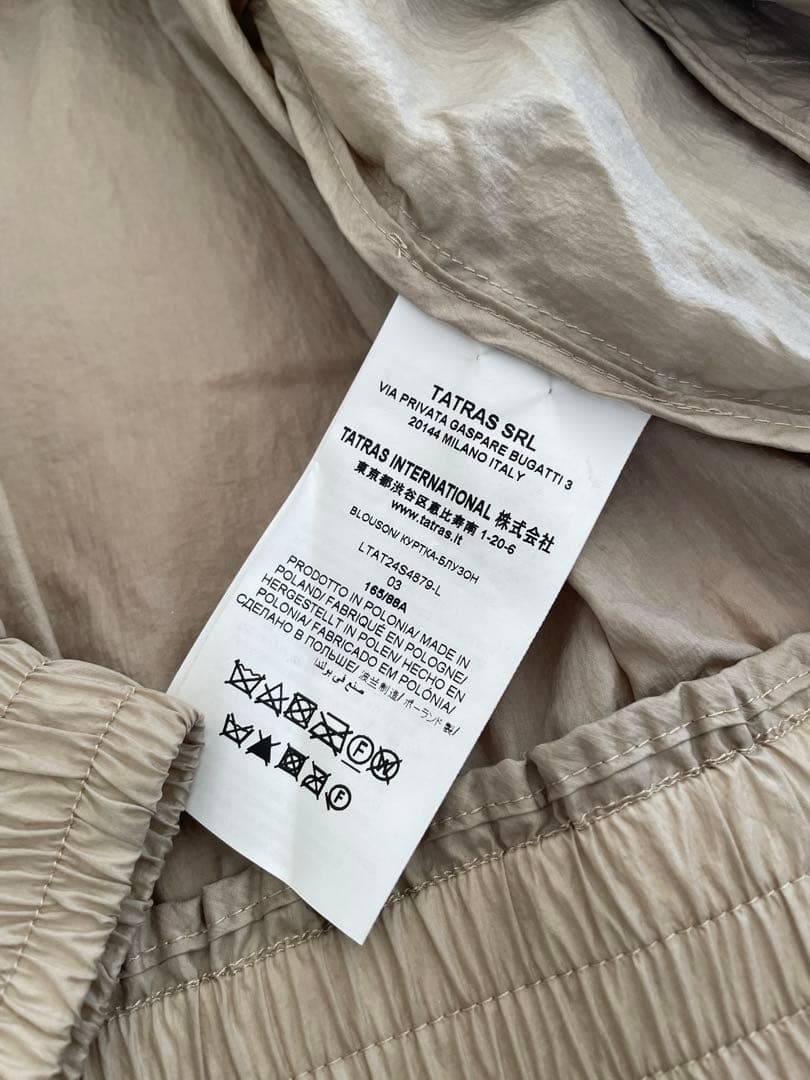 TATRAS SRL
VIA PRIVATA GASPARE BUGATTI 3
20144 MILANO ITALY
TATRAS INTERNATIONAL 株式会社
東京都渋谷区恵比寿南 1-20-6
www.tatras.it
BLOUSON/ КУРТКА-БЛУЗОН
LTAT24S4879-L
03
165/88A
PRODOTTO IN POLONIA/ MADE IN
POLAND/ FABRIQUÉ EN POLOGNE/
HERGESTELLT IN POLEN/ HECHO EN
POLONIA/ FABRICADO EM POLÓNIA/
СДЕЛАНО В ПОЛЬШЕ/ 波兰制造/ ポーランド製/
صنع في بولندا
F W
F